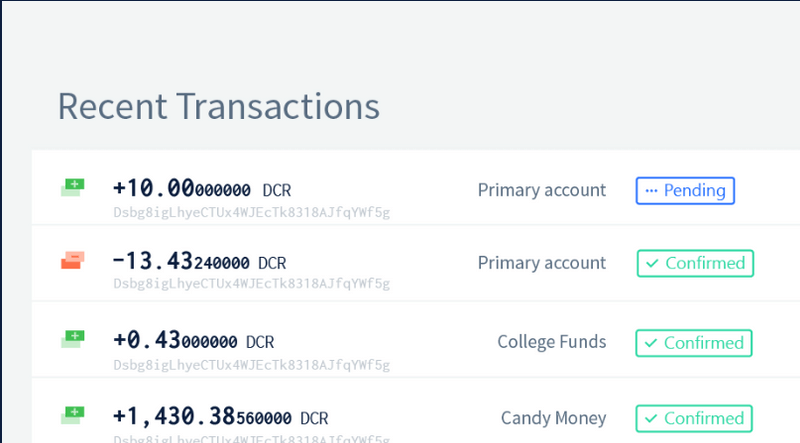 Recent Transactions
+10.00000000 DCR Primary account ··· Pending
Dsbg8igLhyeCTUx4WJEcTk8318AJfqYWf5g
-13.43240000 DCR Primary account ✓ Confirmed
Dsbg8igLhyeCTUx4WJEcTk8318AJfqYWf5g
+0.43000000 DCR College Funds ✓ Confirmed
Dsbg8igLhyeCTUx4WJEcTk8318AJfqYWf5g
+1,430.38560000 DCR Candy Money ✓ Confirmed
Dsbg8igLhyeCTUx4WJEcTk8318AJfqYWf5g